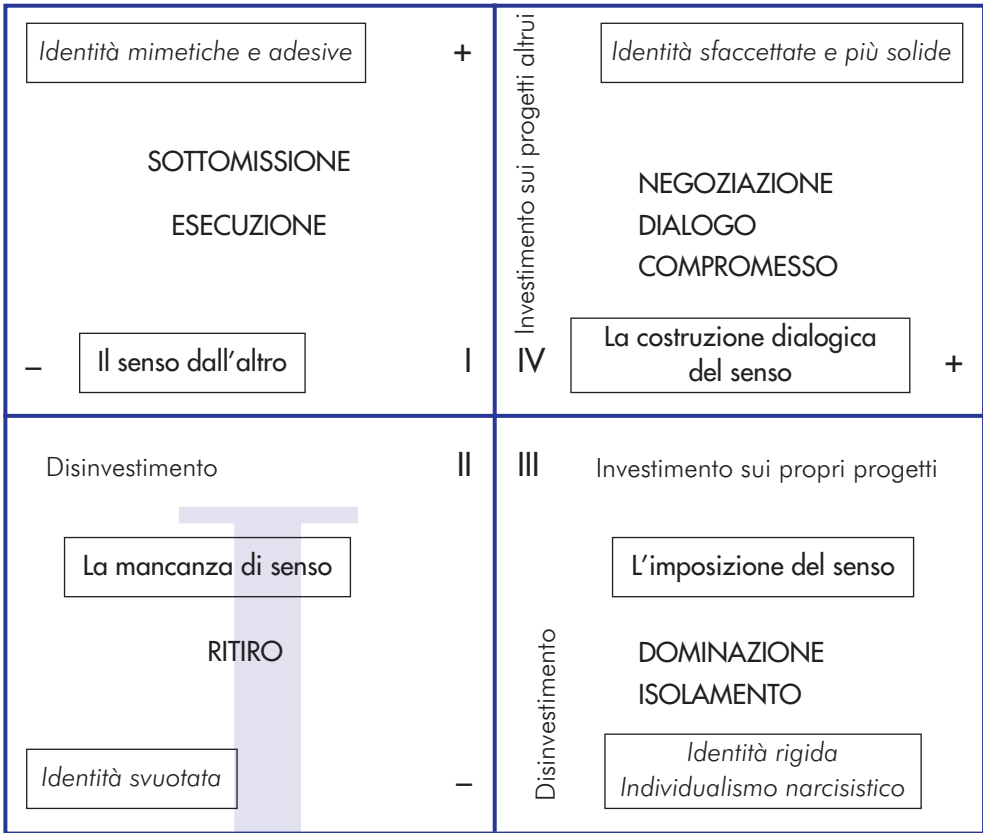 Identità mimetiche e adesive
+
SOTTOMISSIONE
ESECUZIONE
–
Il senso dall'altro
I
Investimento sui progetti altrui
Identità sfaccettate e più solide
NEGOZIAZIONE
DIALOGO
COMPROMESSO
IV
La costruzione dialogica
del senso
+
Disinvestimento
II
La mancanza di senso
RITIRO
Identità svuotata
–
III
Investimento sui propri progetti
L'imposizione del senso
Disinvestimento
DOMINAZIONE
ISOLAMENTO
Identità rigida
Individualismo narcisistico